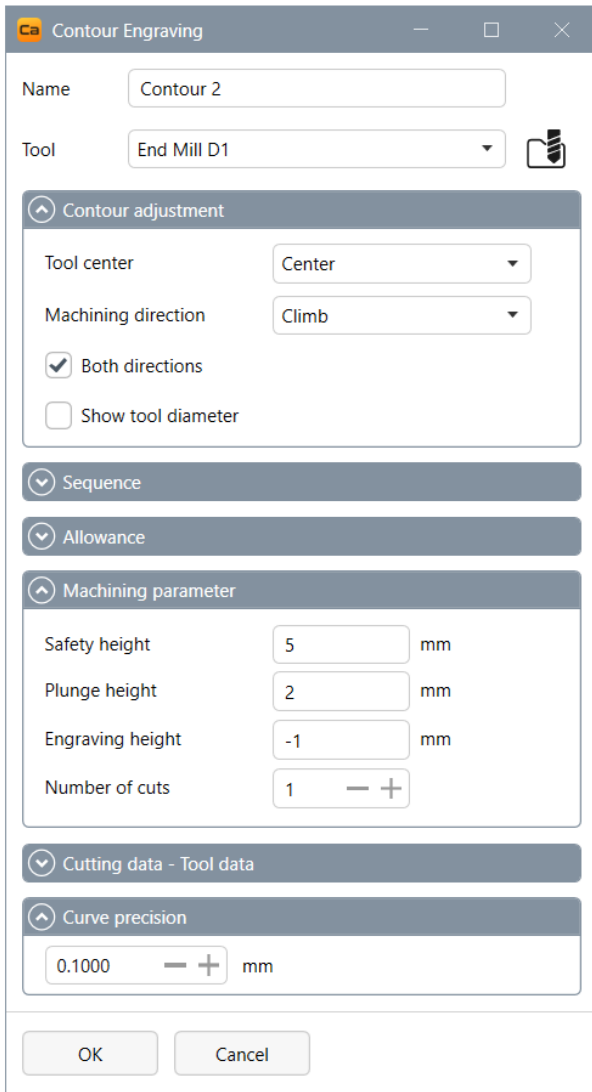 Ca Contour Engraving
Name Contour 2
Tool End Mill D1
Contour adjustment
Tool center Center
Machining direction Climb
Both directions
Show tool diameter
Sequence
Allowance
Machining parameter
Safety height 5 mm
Plunge height 2 mm
Engraving height -1 mm
Number of cuts 1
Cutting data - Tool data
Curve precision
0.1000 mm
OK Cancel